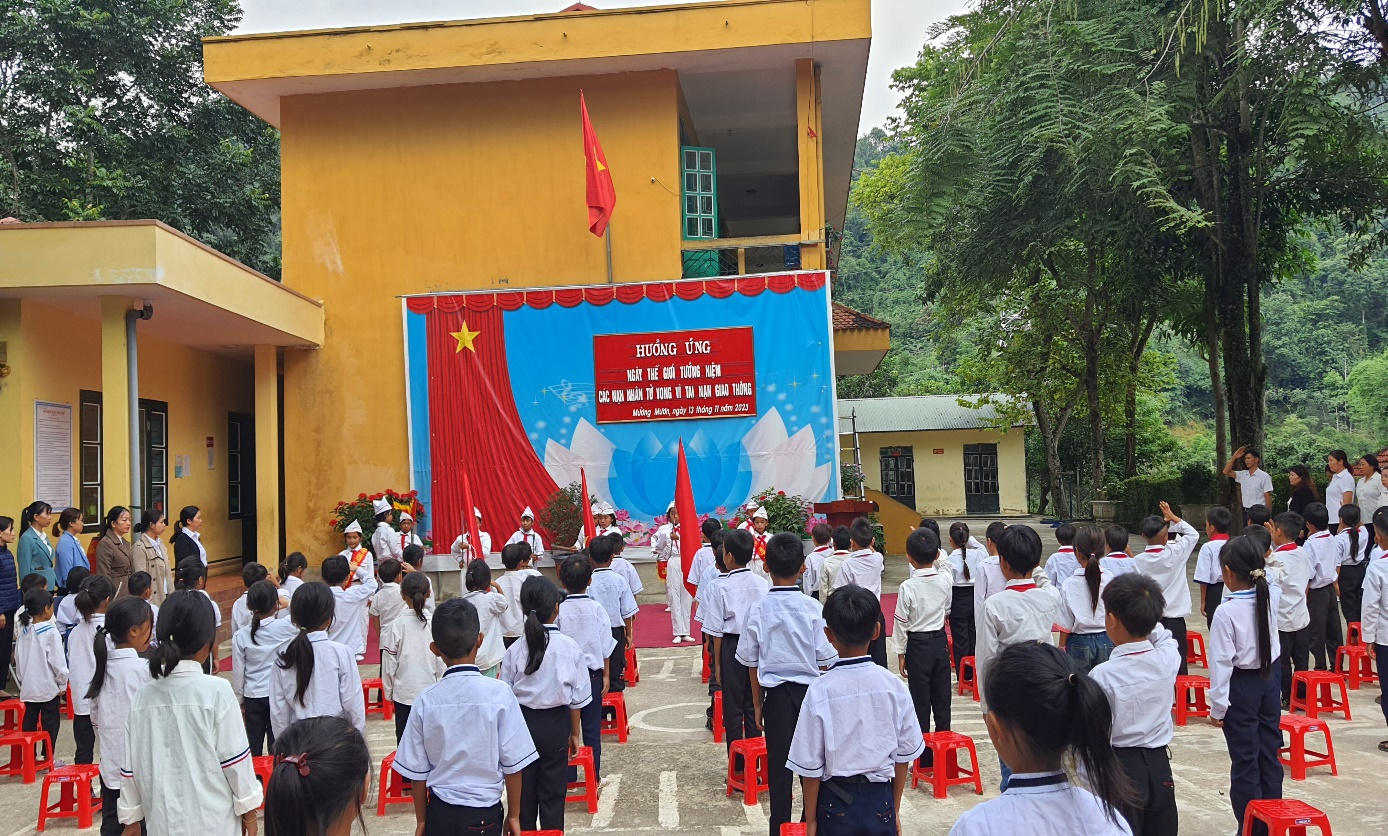 HƯỞNG ỨNG
NGÀY THẾ GIỚI TƯỞNG NIỆM
CÁC NẠN NHÂN TỬ VONG VÌ TAI NẠN GIAO THÔNG
Mường Mươn, ngày 13 tháng 11 năm 2023